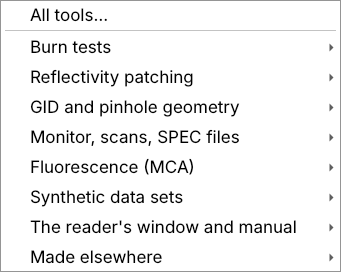 All tools...
Burn tests
Reflectivity patching
GID and pinhole geometry
Monitor, scans, SPEC files
Fluorescence (MCA)
Synthetic data sets
The reader's window and manual
Made elsewhere